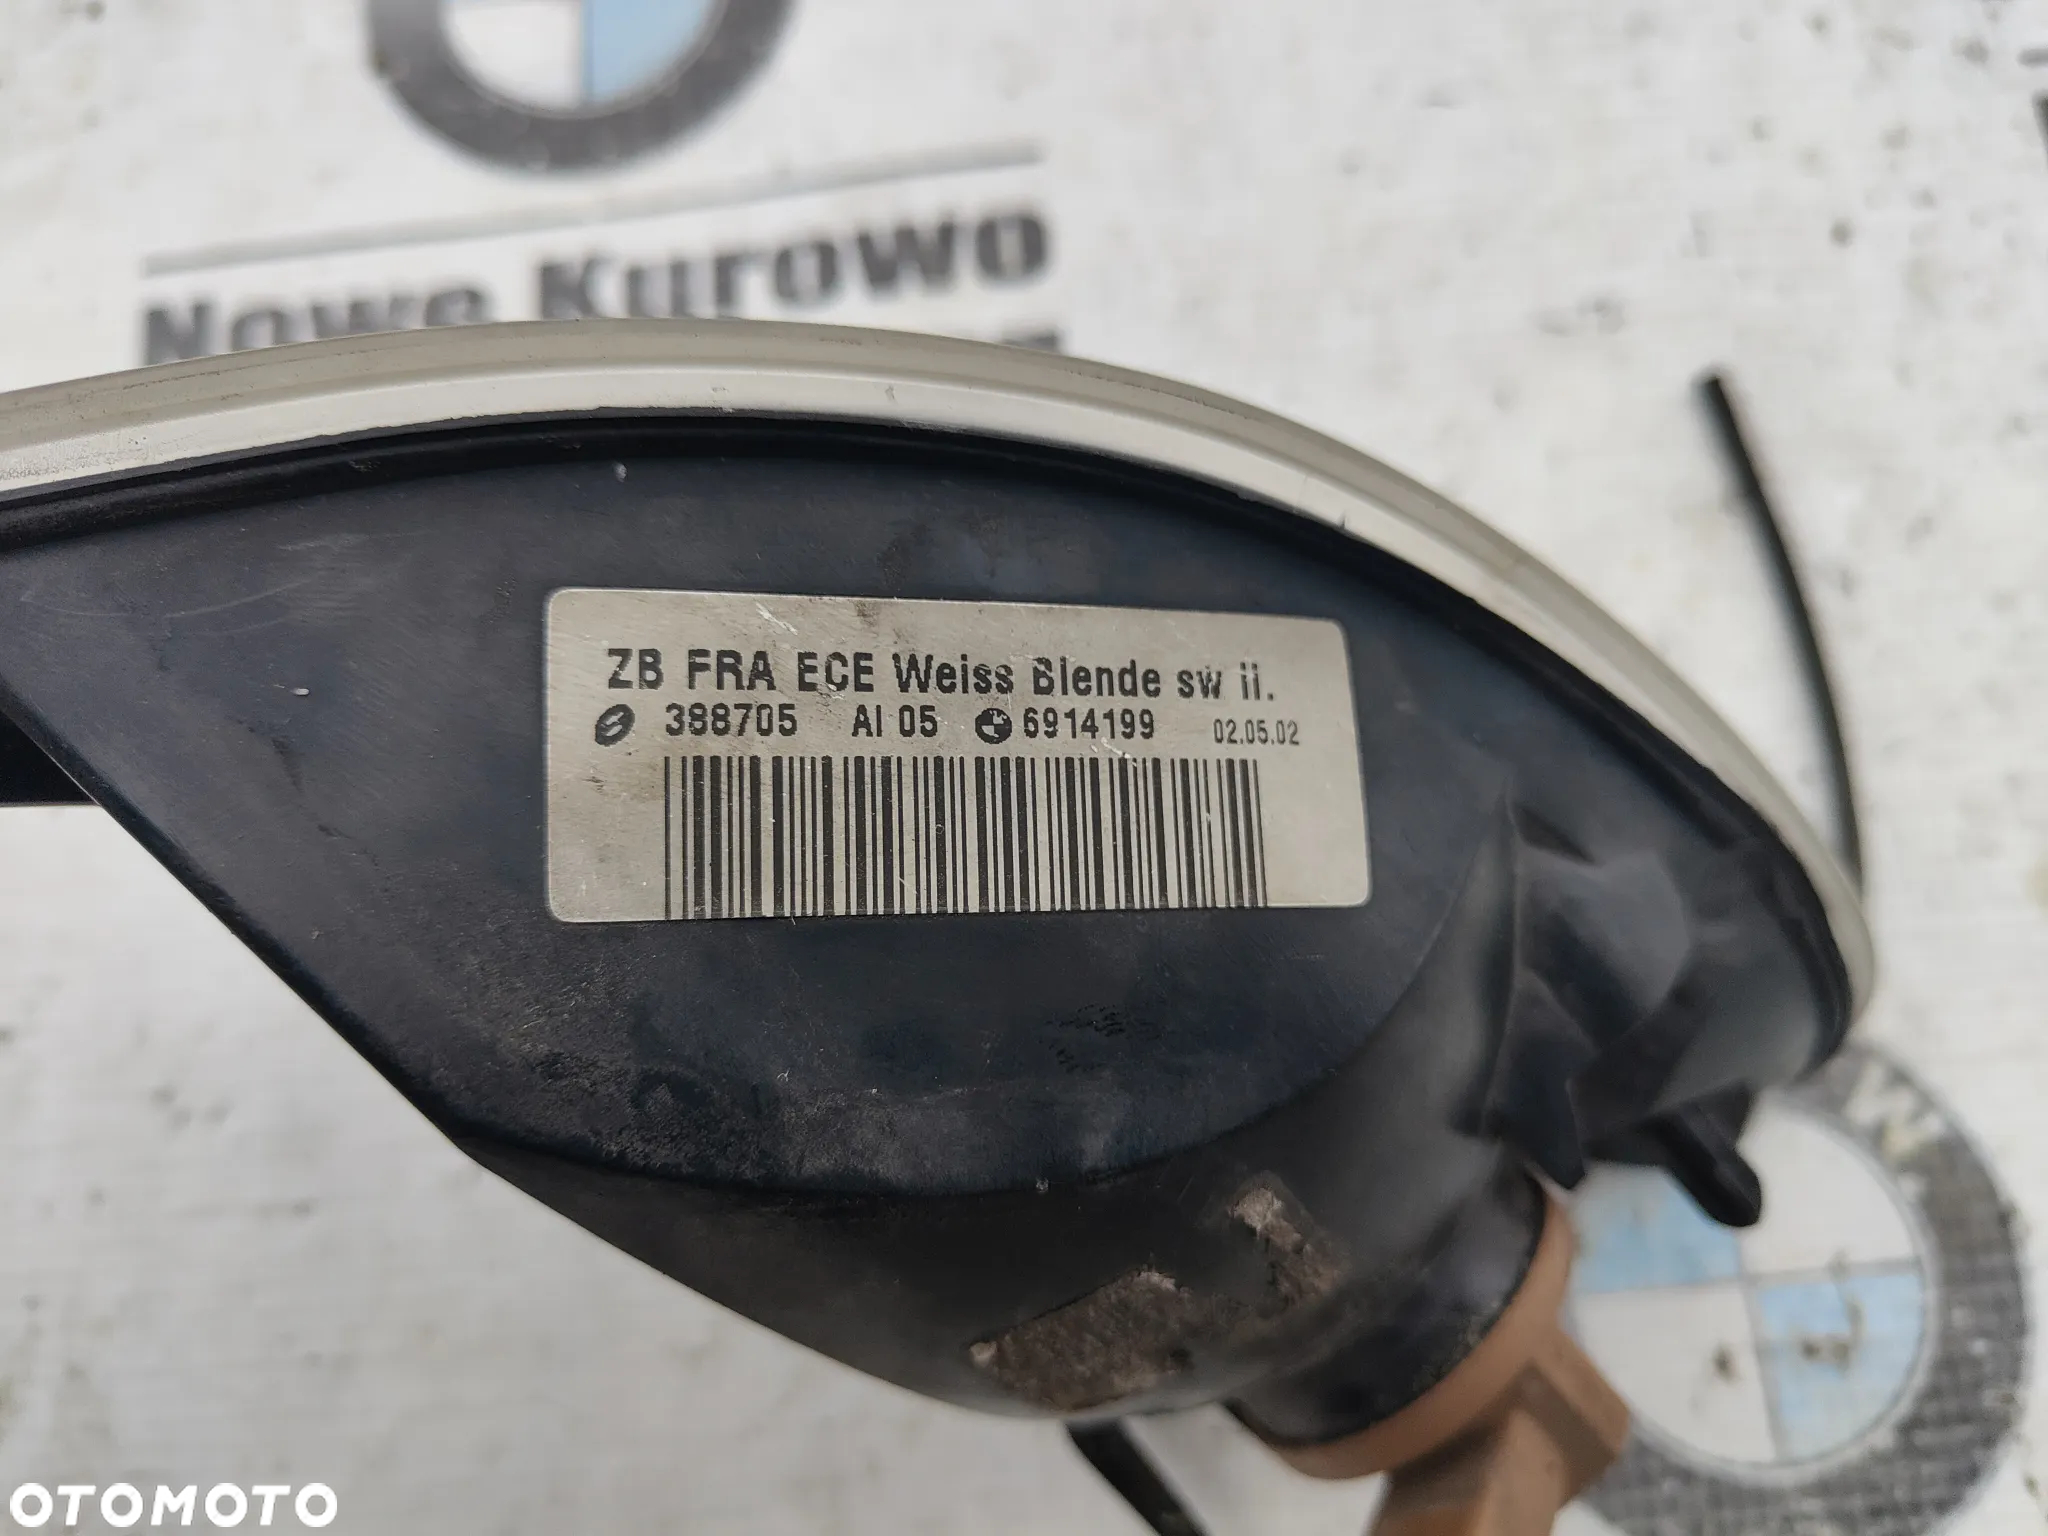 Nowe Kurowo
ZB FRA ECE Weiss Blende sw li.
388705 AI 05 6914199 02.05.02
OTOMOTO